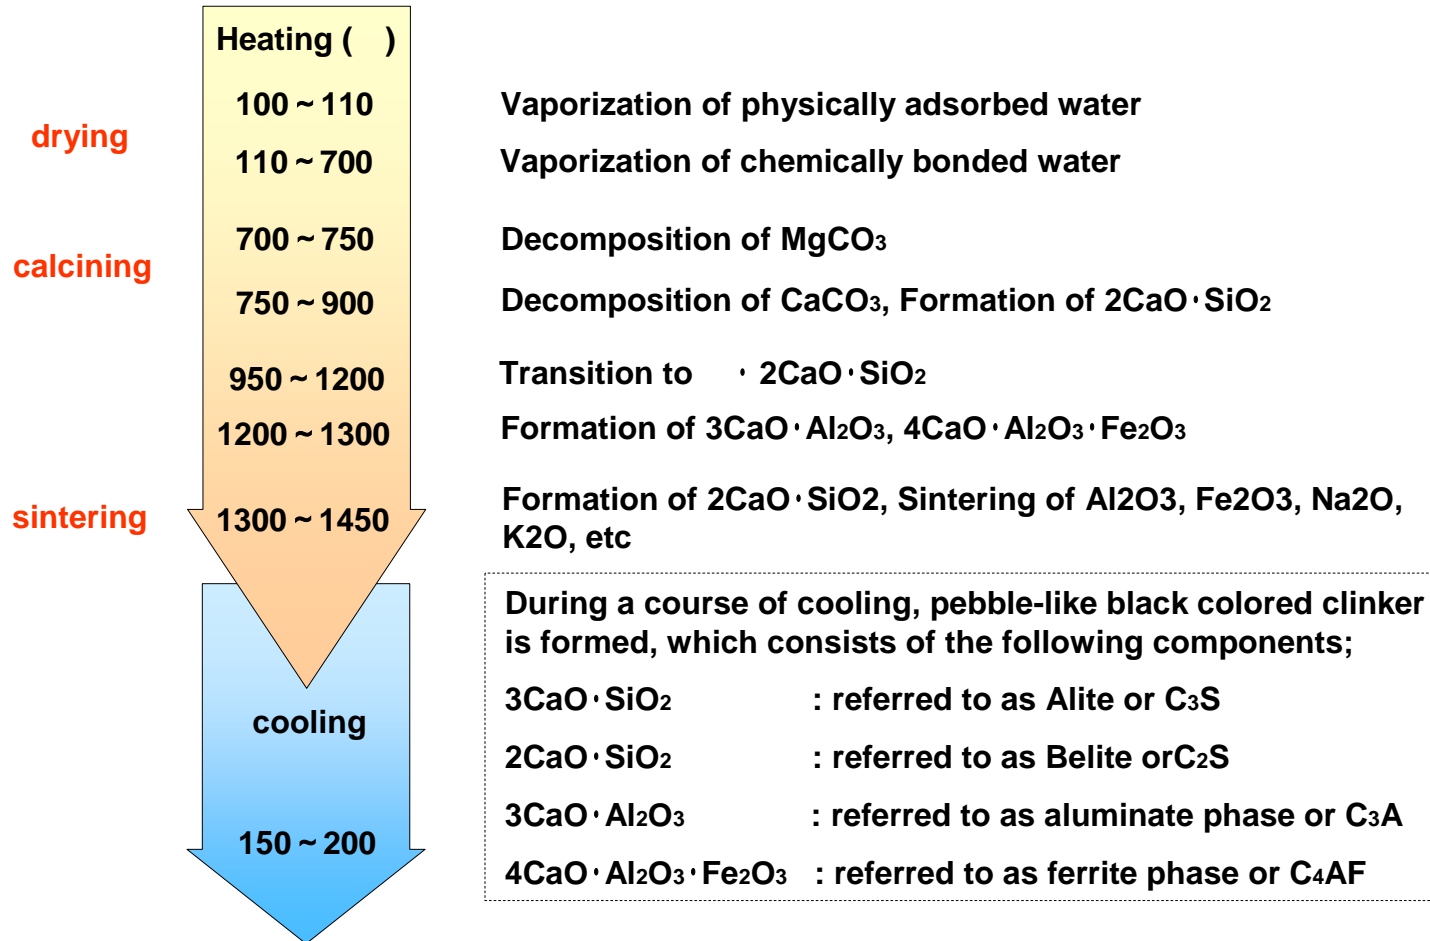 Heating (   )
drying
100 ~ 110 Vaporization of physically adsorbed water
110 ~ 700 Vaporization of chemically bonded water
calcining
700 ~ 750 Decomposition of MgCO3
750 ~ 900 Decomposition of CaCO3, Formation of 2CaO·SiO2
950 ~ 1200 Transition to   · 2CaO·SiO2
1200 ~ 1300 Formation of 3CaO·Al2O3, 4CaO·Al2O3·Fe2O3
sintering
1300 ~ 1450 Formation of 2CaO·SiO2, Sintering of Al2O3, Fe2O3, Na2O,
K2O, etc
cooling
150 ~ 200
During a course of cooling, pebble-like black colored clinker
is formed, which consists of the following components;
3CaO·SiO2 : referred to as Alite or C3S
2CaO·SiO2 : referred to as Belite orC2S
3CaO·Al2O3 : referred to as aluminate phase or C3A
4CaO·Al2O3·Fe2O3 : referred to as ferrite phase or C4AF